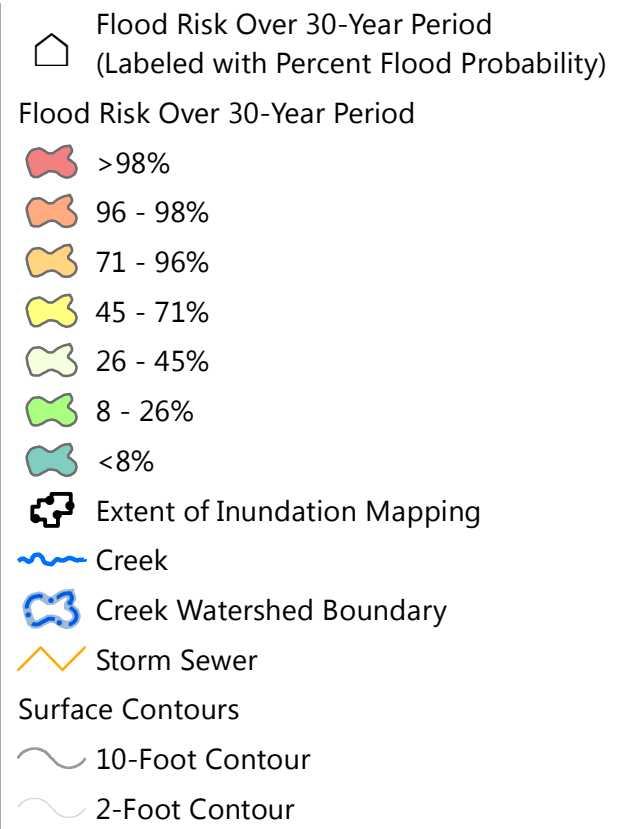 Flood Risk Over 30-Year Period
(Labeled with Percent Flood Probability)
Flood Risk Over 30-Year Period
>98%
96 - 98%
71 - 96%
45 - 71%
26 - 45%
8 - 26%
<8%
Extent of Inundation Mapping
Creek
Creek Watershed Boundary
Storm Sewer
Surface Contours
10-Foot Contour
2-Foot Contour